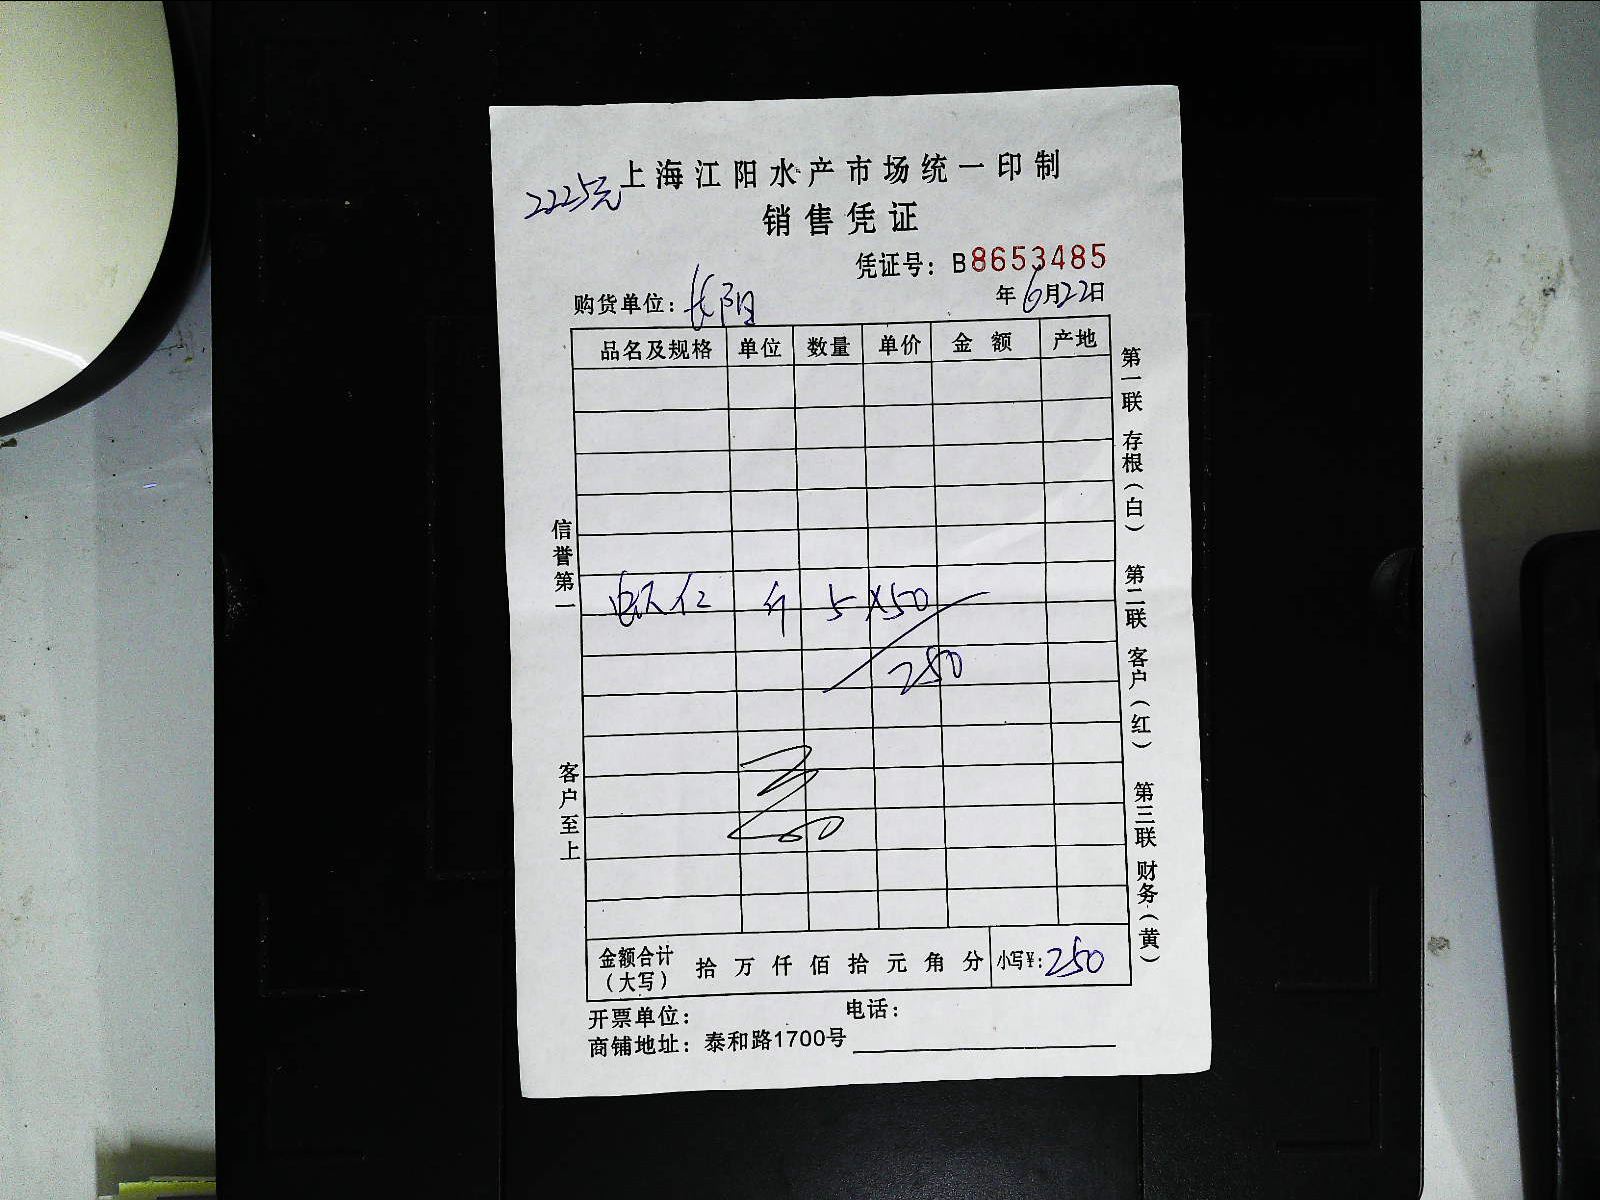 2225元
上海江阳水产市场统一印制
销售凭证
凭证号：B8653485
购货单位：长阳
年6月22日
品名及规格 单位 数量 单价 金额 产地
仁 斤 5×50
250
金额合计（大写） 拾万仟佰拾元角分 小写¥：250
开票单位： 电话：
商铺地址：泰和路1700号
信誉第一
客户至上
第一联 存根（白） 第二联 客户（红） 第三联 财务（黄）